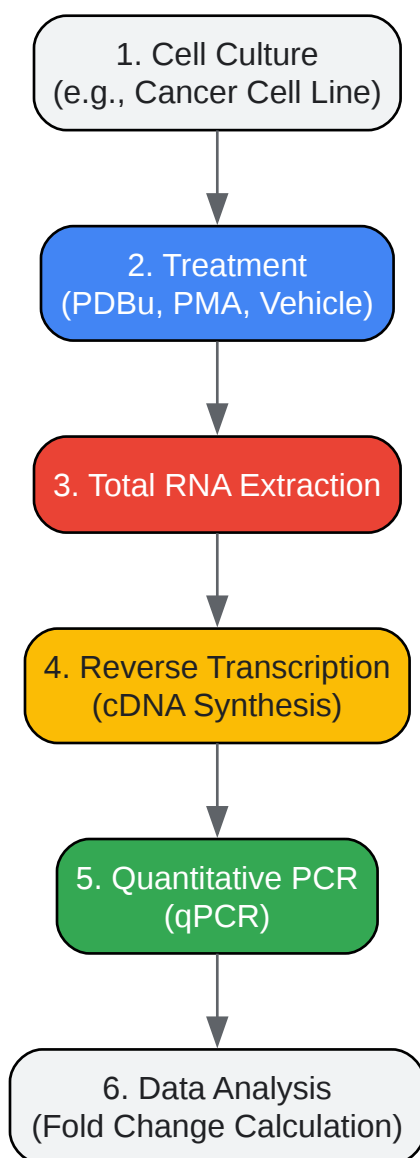 1. Cell Culture
(e.g., Cancer Cell Line)
2. Treatment
(PDBu, PMA, Vehicle)
3. Total RNA Extraction
4. Reverse Transcription
(cDNA Synthesis)
5. Quantitative PCR
(qPCR)
6. Data Analysis
(Fold Change Calculation)